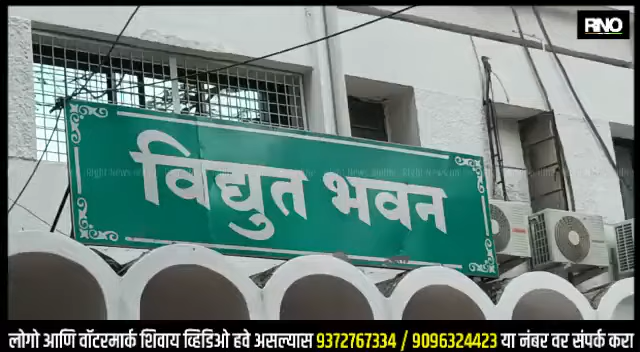 RNO
विद्युत भवन
लोगो आणि वॉटरमार्क शिवाय व्हिडिओ हवे असल्यास 9372767334 / 9096324423 या नंबर वर संपर्क करा